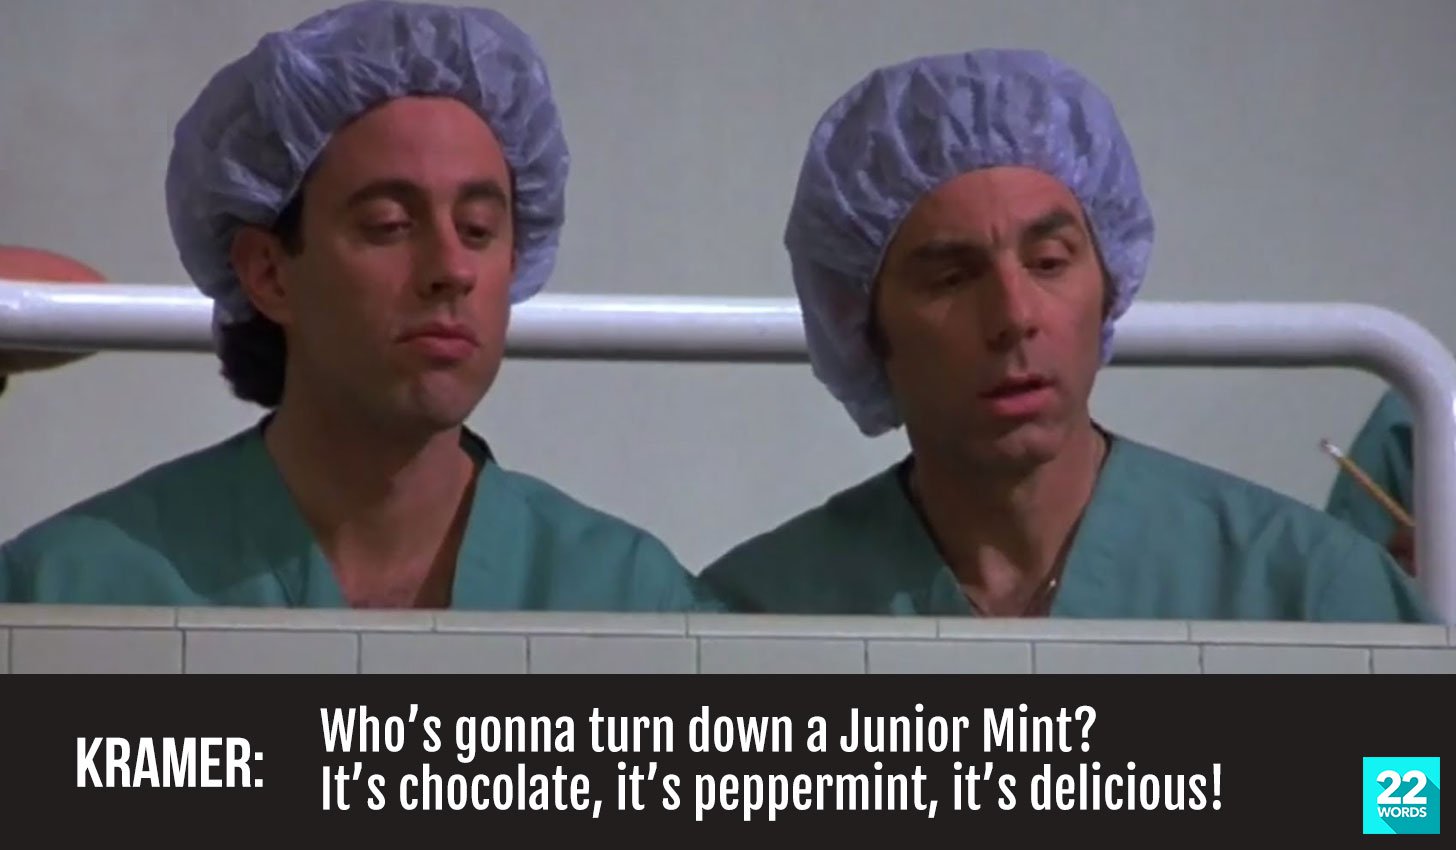 KRAMER:
Who's gonna turn down a Junior Mint?
It's chocolate, it's peppermint, it's delicious!
22
WORDS